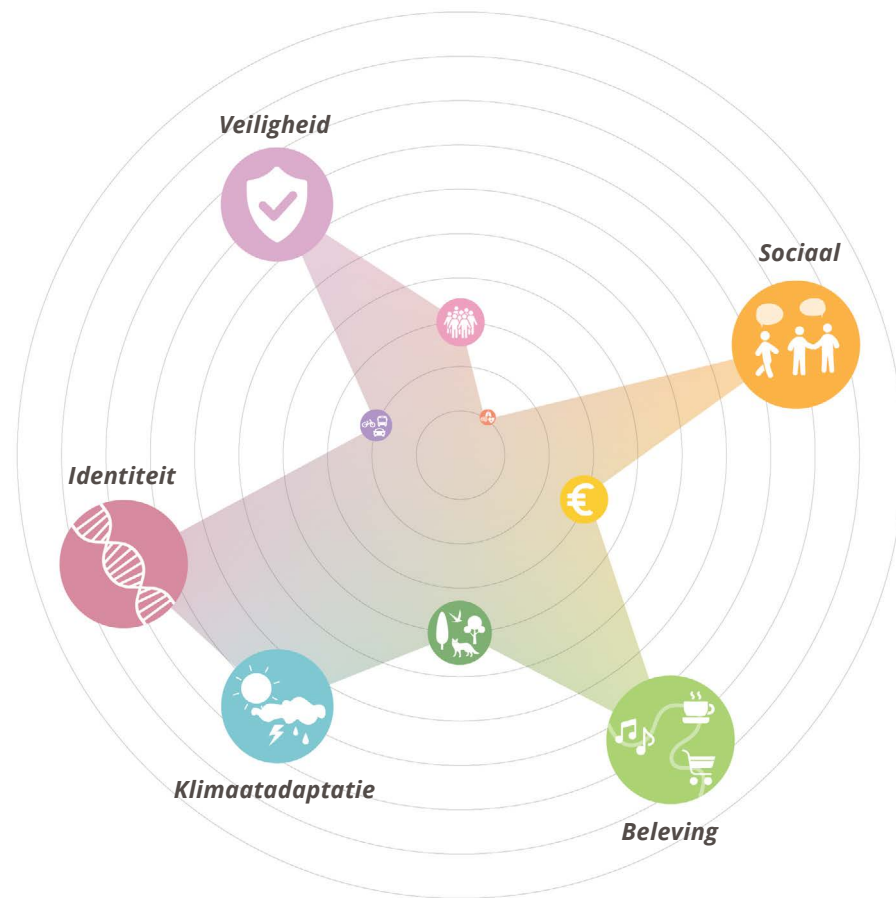 Veiligheid
Sociaal
€
Identiteit
Klimaatadaptatie
Beleving